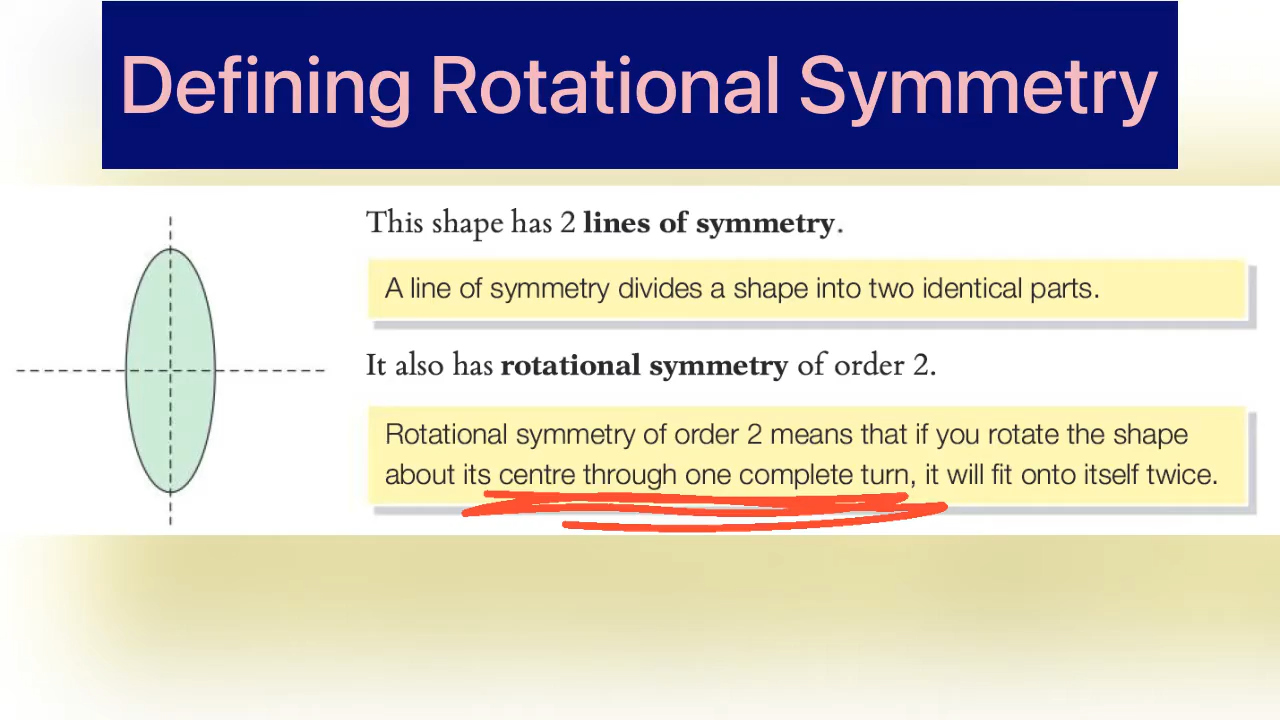 Defining Rotational Symmetry
This shape has 2 lines of symmetry.
A line of symmetry divides a shape into two identical parts.
It also has rotational symmetry of order 2.
Rotational symmetry of order 2 means that if you rotate the shape
about its centre through one complete turn, it will fit onto itself twice.